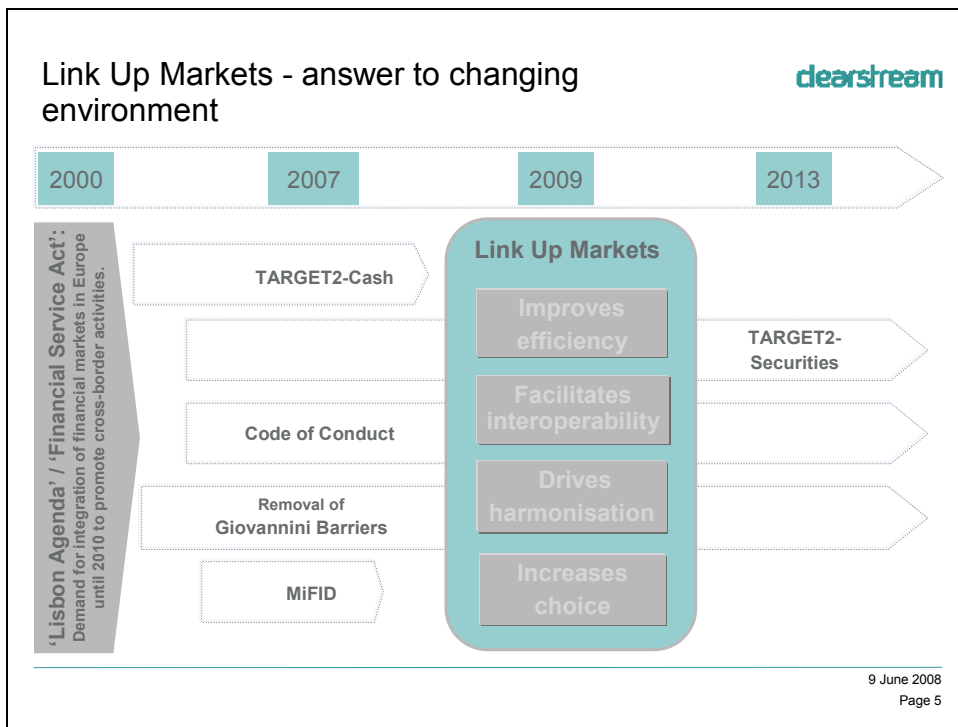 Link Up Markets - answer to changing
environment
clearstream
2000
2007
2009
2013
'Lisbon Agenda' / 'Financial Service Act':
Demand for integration of financial markets in Europe
until 2010 to promote cross-border activities.
TARGET2-Cash
Link Up Markets
Improves
efficiency
TARGET2-
Securities
Facilitates
interoperability
Code of Conduct
Drives
harmonisation
Removal of
Giovannini Barriers
Increases
choice
MiFID
9 June 2008
Page 5